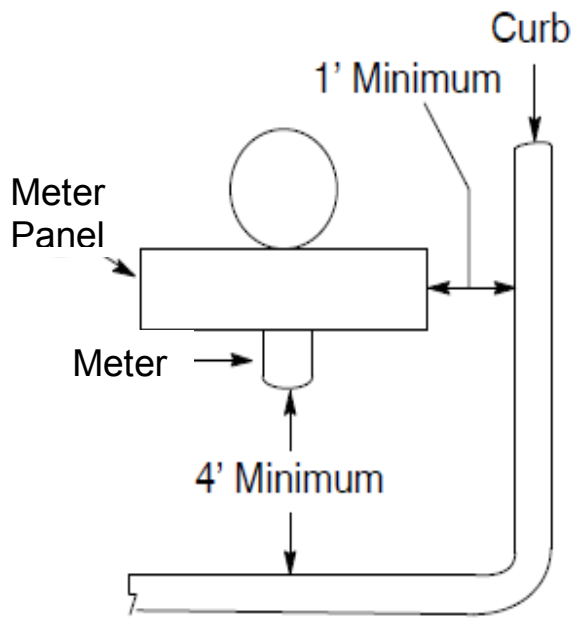 Curb
1’ Minimum
Meter
Panel
Meter
4’ Minimum